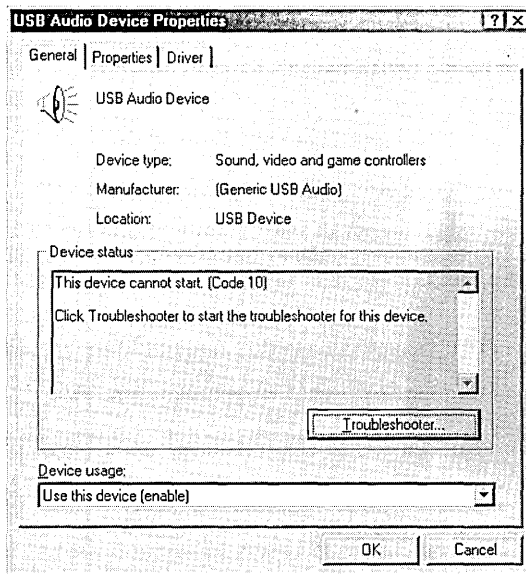 USB Audio Device Properties ? ×
General Properties Driver
USB Audio Device
Device type: Sound, video and game controllers
Manufacturer: (Generic USB Audio)
Location: USB Device
Device status
This device cannot start. (Code 10)
Click Troubleshooter to start the troubleshooter for this device.
Troubleshooter...
Device usage:
Use this device (enable)
OK Cancel